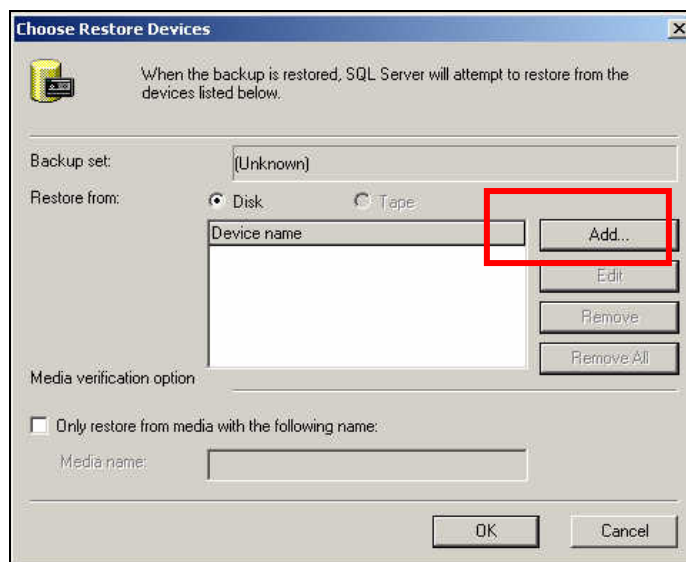 Choose Restore Devices
When the backup is restored, SQL Server will attempt to restore from the
devices listed below.
Backup set:
(Unknown)
Restore from:
Disk
Tape
Device name
Add...
Edit
Remove
Remove All
Media verification option
Only restore from media with the following name:
Media name:
OK
Cancel